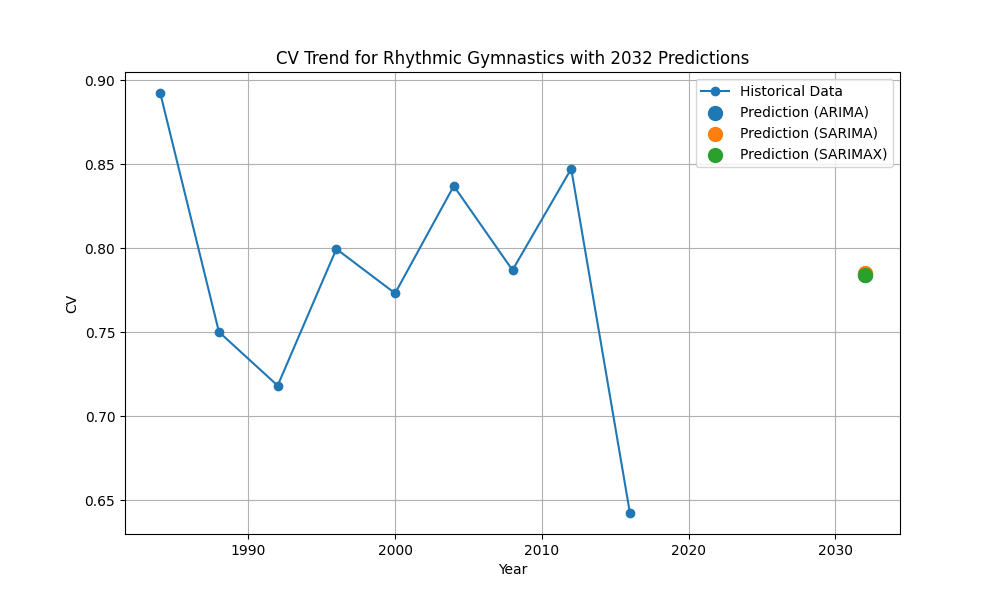 CV Trend for Rhythmic Gymnastics with 2032 Predictions
Historical Data
Prediction (ARIMA)
Prediction (SARIMA)
Prediction (SARIMAX)
CV
0.90
0.85
0.80
0.75
0.70
0.65
1990
2000
2010
2020
2030
Year